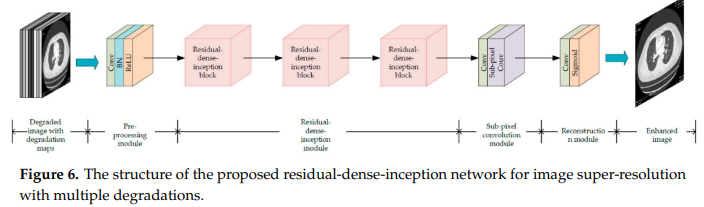 Conv
BN
ReLU
Residual-
dense-
inception
block
Residual-
dense-
inception
block
Residual-
dense-
inception
block
Conv
Sub-pixel
Conv
Conv
Sigmoid
Degraded
image with
degradation
maps
Pre-
processing
module
Residual-
dense-
inception
module
Sub-pixel
convolution
module
Reconstructio
n module
Enhanced
image
Figure 6. The structure of the proposed residual-dense-inception network for image super-resolution
with multiple degradations.